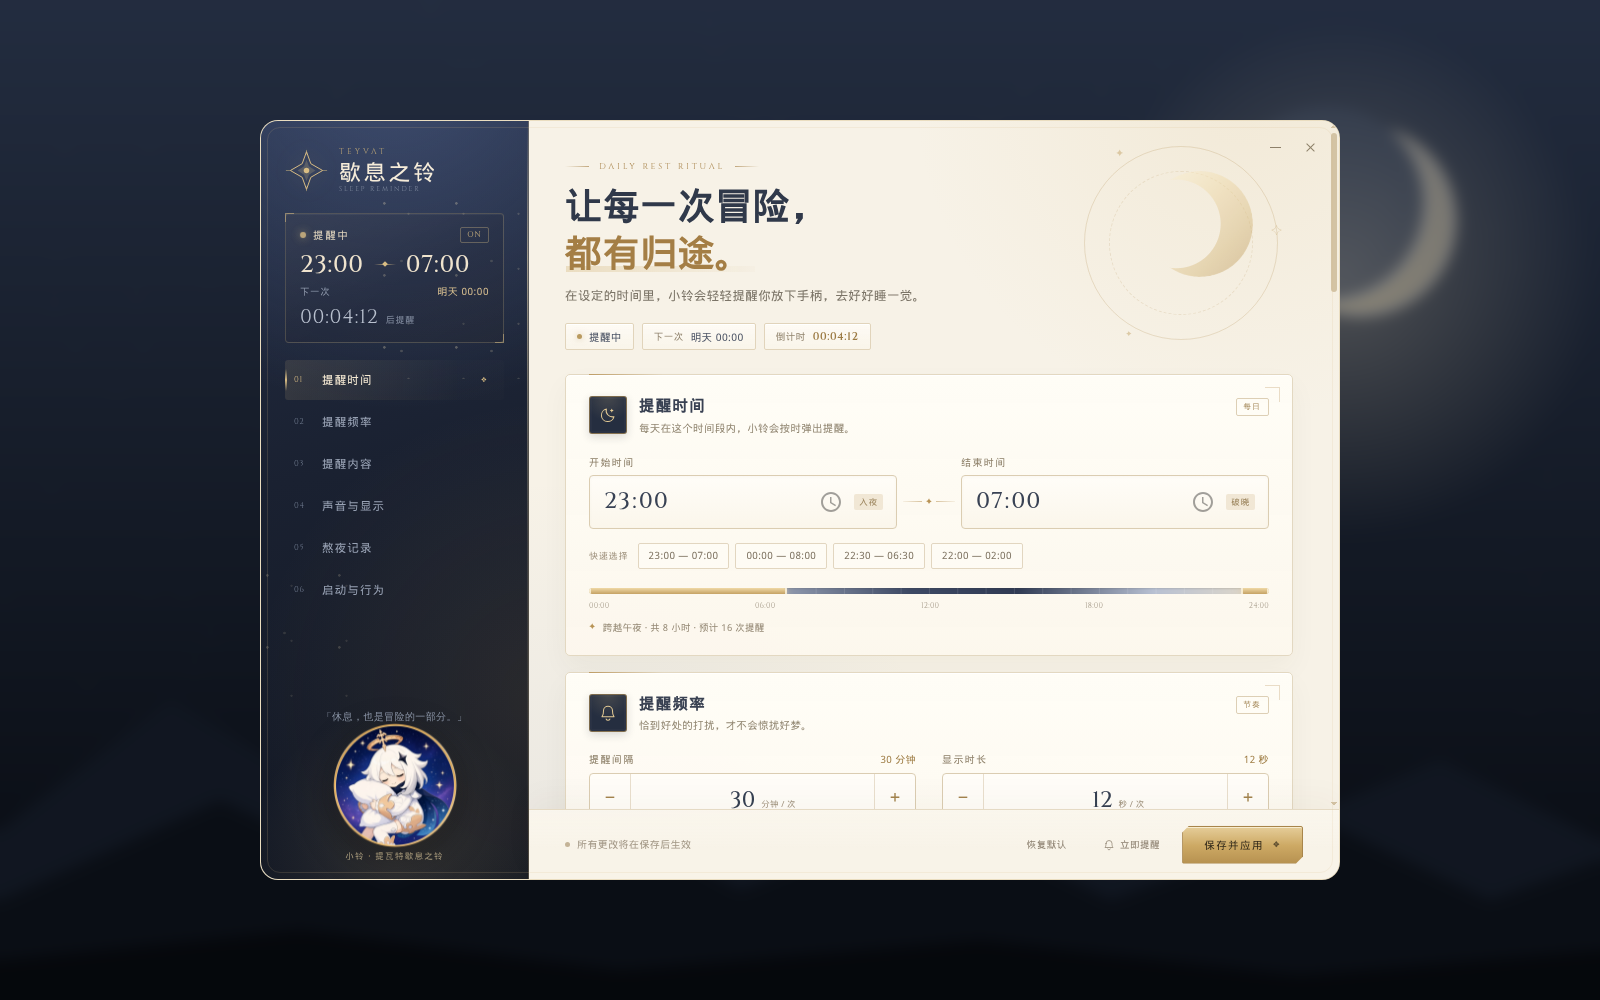 TEYVAT
歇息之铃
SLEEP REMINDER
提醒中
ON
23:00
07:00
下一次
明天 00:00
00:04:12 后提醒
01 提醒时间
02 提醒频率
03 提醒内容
04 声音与显示
05 熬夜记录
06 启动与行为
「休息，也是冒险的一部分。」
小铃 · 提瓦特歇息之铃
DAILY REST RITUAL
让每一次冒险，
都有归途。
在设定的时间里，小铃会轻轻提醒你放下手柄，去好好睡一觉。
提醒中
下一次 明天 00:00
倒计时 00:04:12
提醒时间
每天在这个时间段内，小铃会按时弹出提醒。
每日
开始时间
23:00
入夜
结束时间
07:00
破晓
快速选择
23:00 — 07:00
00:00 — 08:00
22:30 — 06:30
22:00 — 02:00
00:00
06:00
12:00
18:00
24:00
跨越午夜 · 共 8 小时 · 预计 16 次提醒
提醒频率
恰到好处的打扰，才不会惊扰好梦。
节奏
提醒间隔
30 分钟
− 30 分钟 / 次 +
显示时长
12 秒
− 12 秒 / 次 +
所有更改将在保存后生效
恢复默认
立即提醒
保存并应用